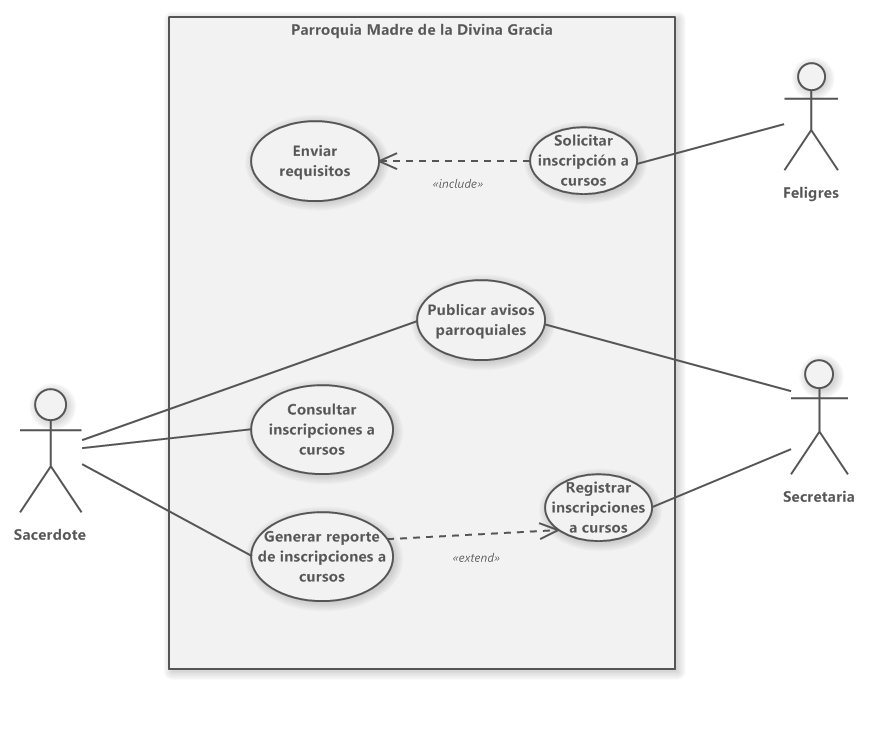 Parroquia Madre de la Divina Gracia
Enviar
requisitos
Solicitar
inscripción a
cursos
«include»
Feligres
Publicar avisos
parroquiales
Consultar
inscripciones a
cursos
Sacerdote
Registrar
inscripciones
a cursos
Secretaria
Generar reporte
de inscripciones a
cursos
«extend»